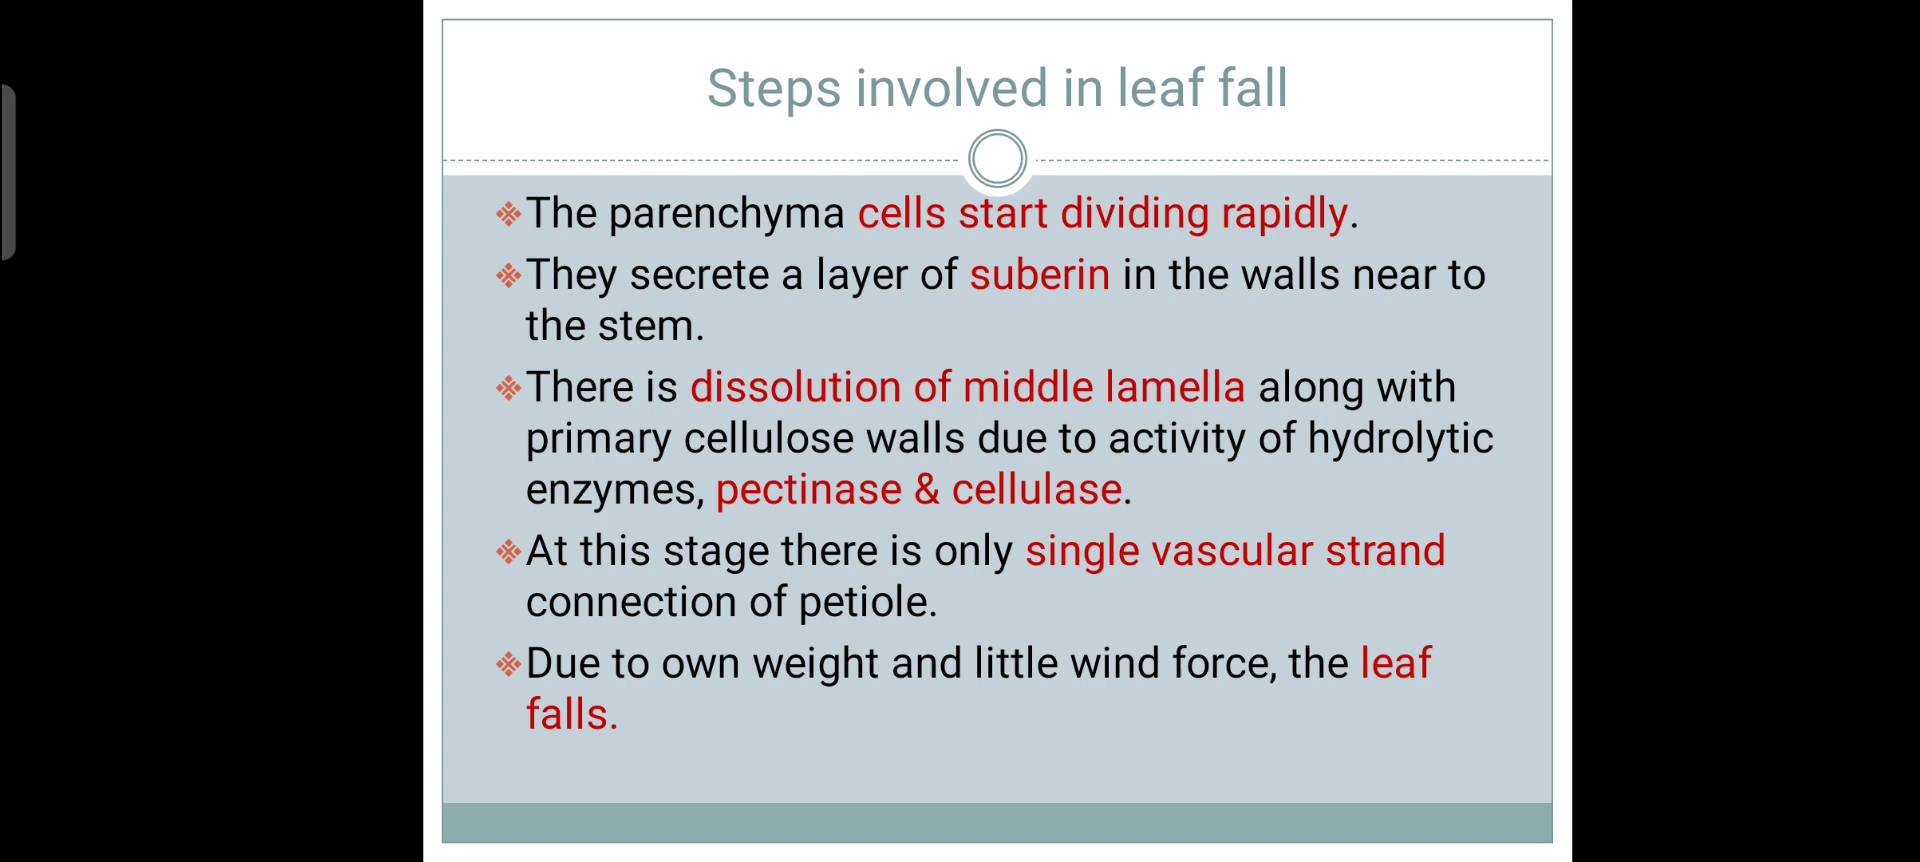 Steps involved in leaf fall
The parenchyma cells start dividing rapidly.
They secrete a layer of suberin in the walls near to
the stem.
There is dissolution of middle lamella along with
primary cellulose walls due to activity of hydrolytic
enzymes, pectinase & cellulase.
At this stage there is only single vascular strand
connection of petiole.
Due to own weight and little wind force, the leaf
falls.